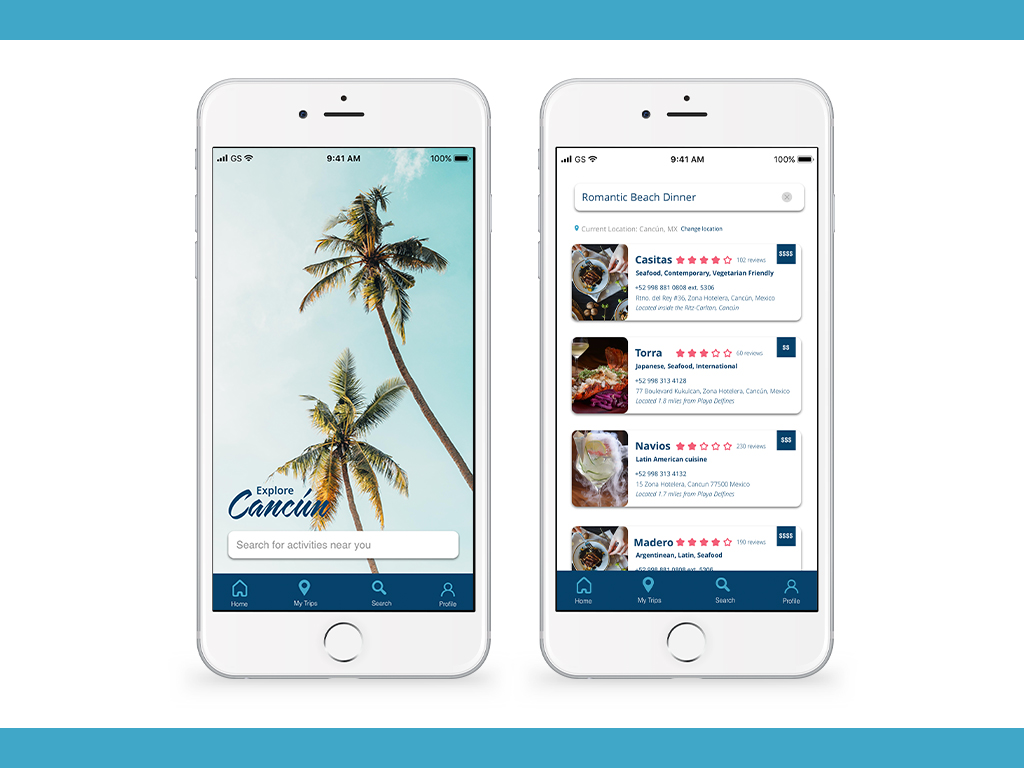 GS 9:41 AM 100%
Explore
Cancún
Search for activities near you
Home My Trips Search Profile
GS 9:41 AM 100%
Romantic Beach Dinner
Current Location: Cancún, MX Change location
Casitas 102 reviews $$$$
Seafood, Contemporary, Vegetarian Friendly
+52 998 881 0808 ext. 5306
Rtno. del Rey #36, Zona Hotelera, Cancún, Mexico
Located inside the Ritz-Carlton, Cancún
Torra 60 reviews $$
Japanese, Seafood, International
+52 998 313 4128
77 Boulevard Kukulcan, Zona Hotelera, Cancún, Mexico
Located 1.8 miles from Playa Delfines
Navios 230 reviews $$$
Latin American cuisine
+52 998 313 4132
15 Zona Hotelera, Cancun 77500 Mexico
Located 1.7 miles from Playa Delfines
Madero 190 reviews $$$$
Argentinean, Latin, Seafood
+52 998 881 0808 ext. 5306
Home My Trips Search Profile